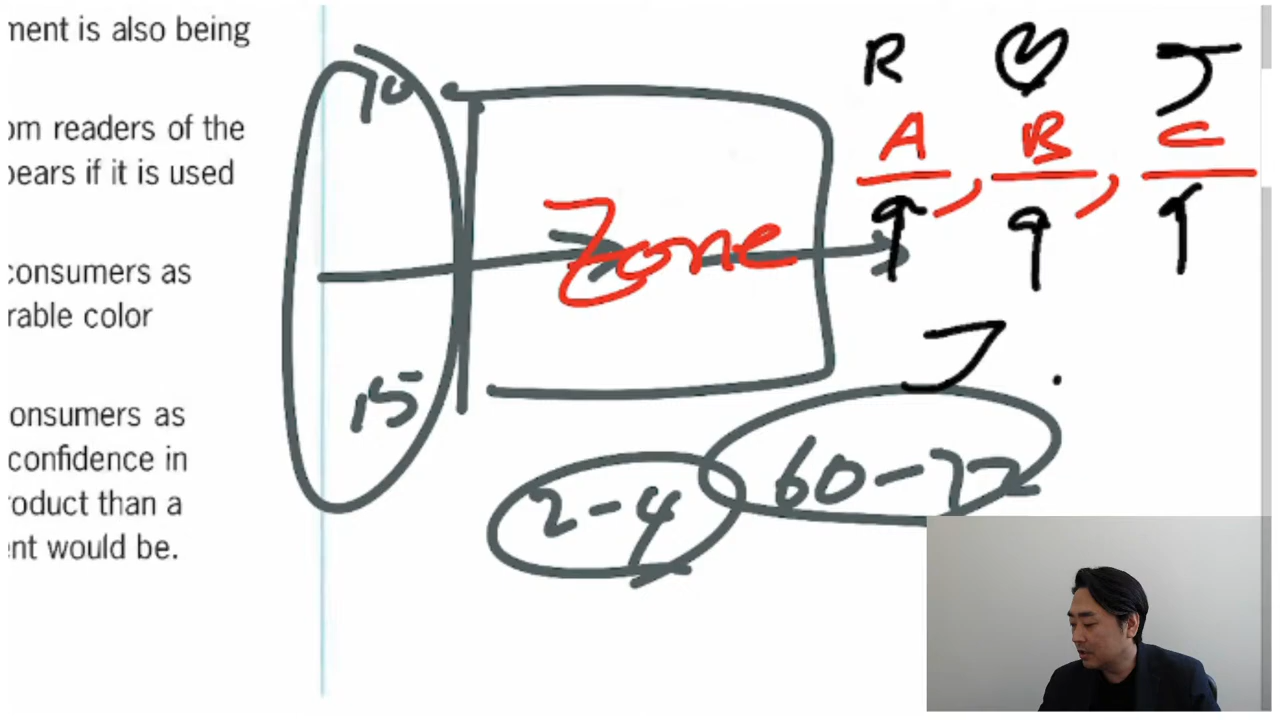 ment is also being
om readers of the
pears if it is used
consumers as
rable color
onsumers as
confidence in
roduct than a
ent would be.
70
15
Zone
R
A, B, C
9 9
2-4
60-72